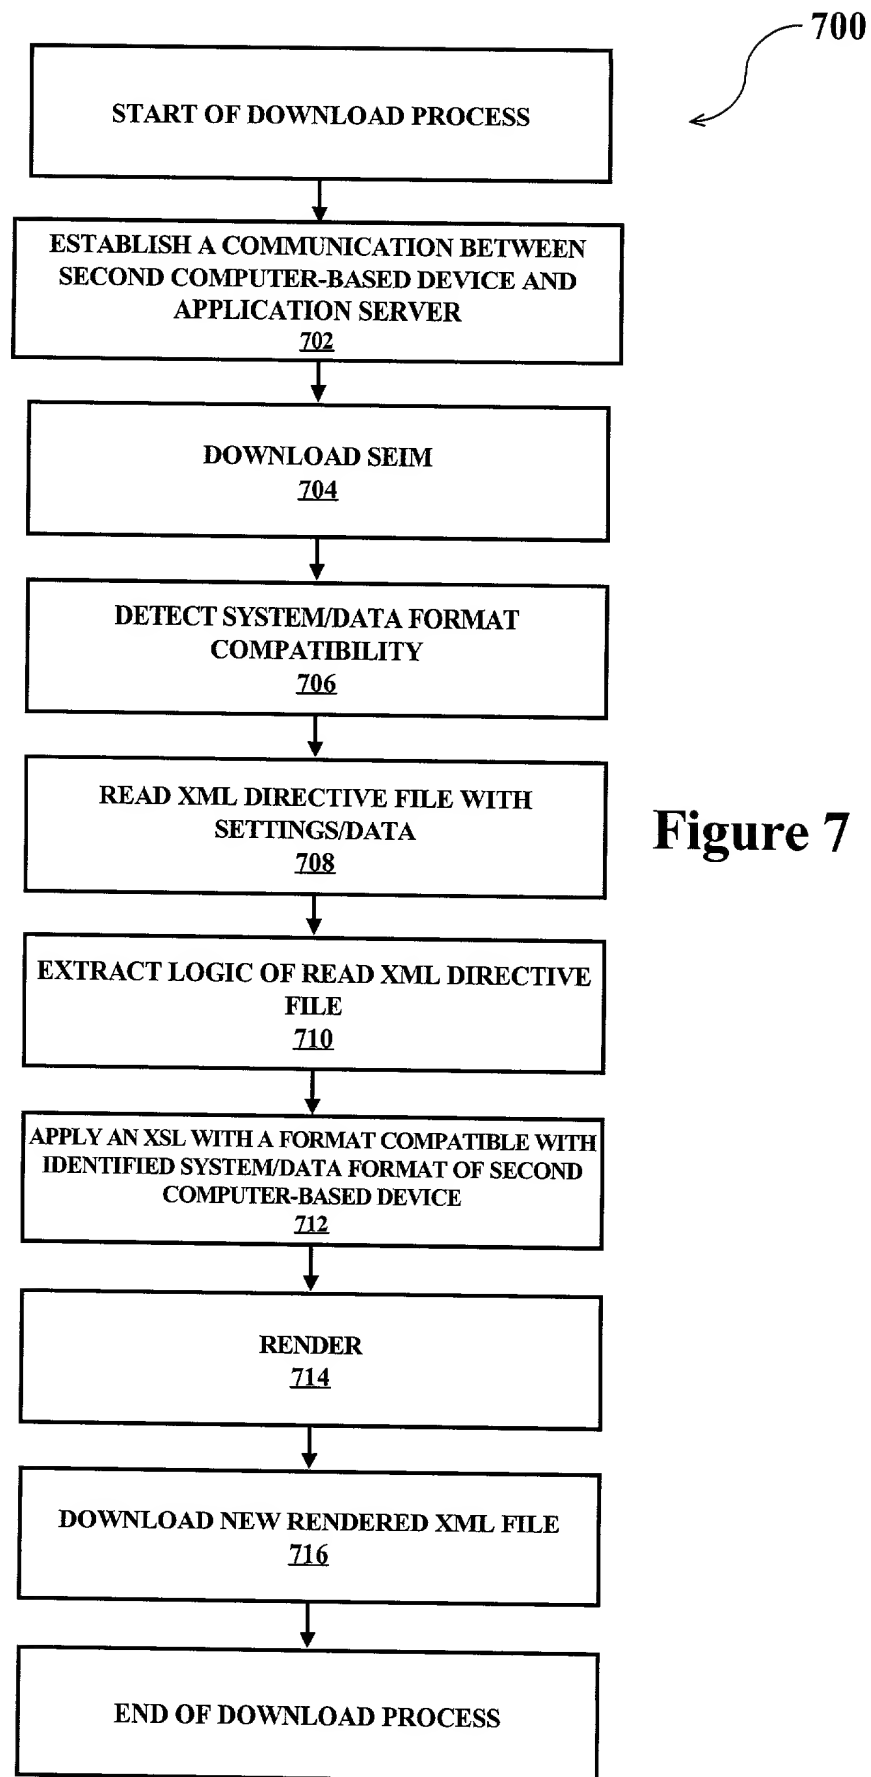 700
START OF DOWNLOAD PROCESS
ESTABLISH A COMMUNICATION BETWEEN
SECOND COMPUTER-BASED DEVICE AND
APPLICATION SERVER
702
DOWNLOAD SEIM
704
DETECT SYSTEM/DATA FORMAT
COMPATIBILITY
706
READ XML DIRECTIVE FILE WITH
SETTINGS/DATA
708
Figure 7
EXTRACT LOGIC OF READ XML DIRECTIVE
FILE
710
APPLY AN XSL WITH A FORMAT COMPATIBLE WITH
IDENTIFIED SYSTEM/DATA FORMAT OF SECOND
COMPUTER-BASED DEVICE
712
RENDER
714
DOWNLOAD NEW RENDERED XML FILE
716
END OF DOWNLOAD PROCESS